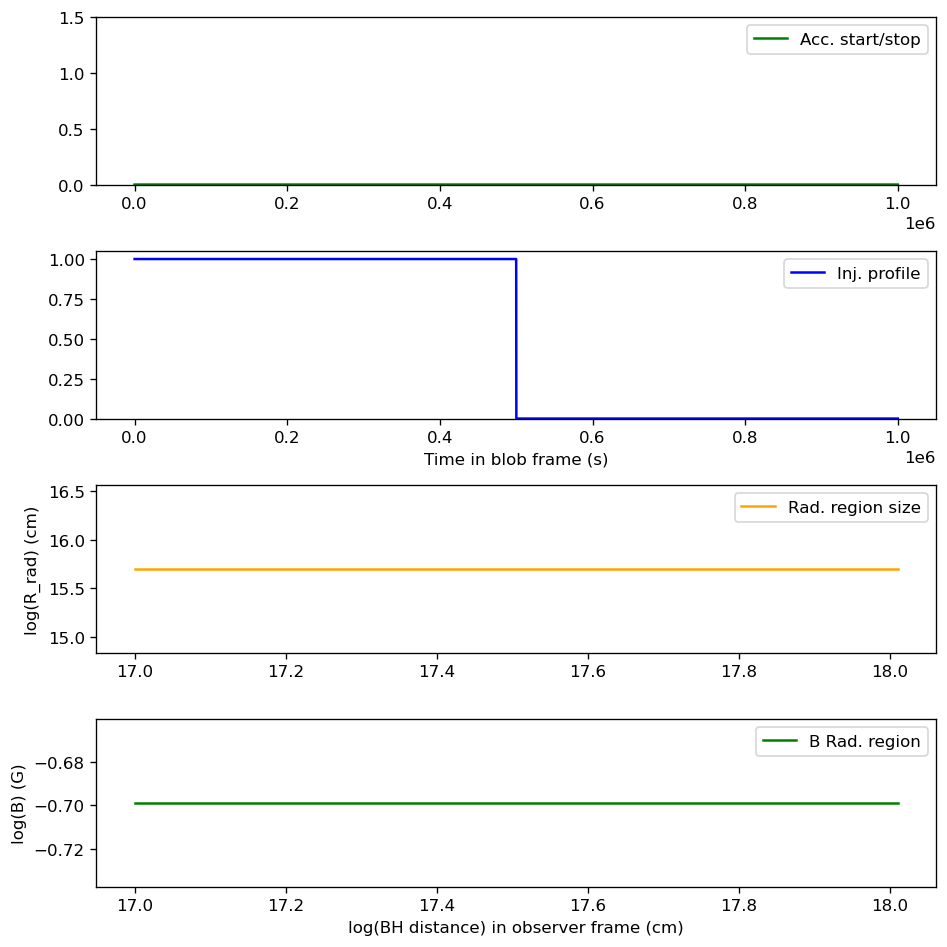 1.5
1.0
0.5
0.0
Acc. start/stop
0.0 0.2 0.4 0.6 0.8 1.0
1e6
1.00
0.75
0.50
0.25
0.00
Inj. profile
0.0 0.2 0.4 0.6 0.8 1.0
Time in blob frame (s)
1e6
log(R_rad) (cm)
16.5
16.0
15.5
15.0
Rad. region size
17.0 17.2 17.4 17.6 17.8 18.0
log(B) (G)
−0.68
−0.70
−0.72
B Rad. region
17.0 17.2 17.4 17.6 17.8 18.0
log(BH distance) in observer frame (cm)